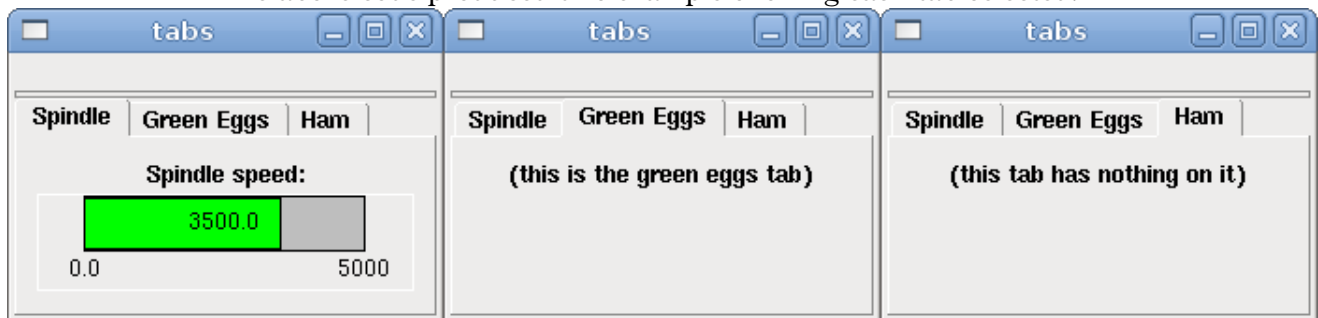 tabs
Spindle Green Eggs Ham
Spindle speed:
3500.0
0.0 5000
tabs
Spindle Green Eggs Ham
(this is the green eggs tab)
tabs
Spindle Green Eggs Ham
(this tab has nothing on it)